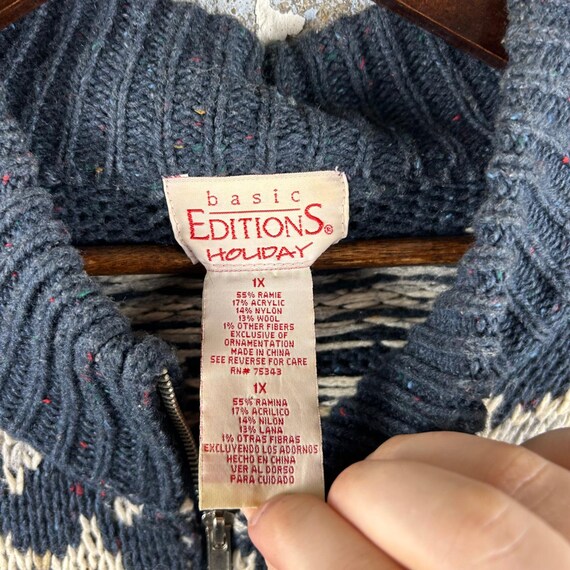 basic
EDITIONS®
HOLIDAY
1X
55% RAMIE
17% ACRYLIC
14% NYLON
13% WOOL
1% OTHER FIBERS
EXCLUSIVE OF
ORNAMENTATION
MADE IN CHINA
SEE REVERSE FOR CARE
RN# 75343
1X
55% RAMINA
17% ACRILICO
14% NILON
13% LANA
1% OTRAS FIBRAS
EXCLUYENDO LOS ADORNOS
HECHO EN CHINA
VER AL DORSO
PARA CUIDADO